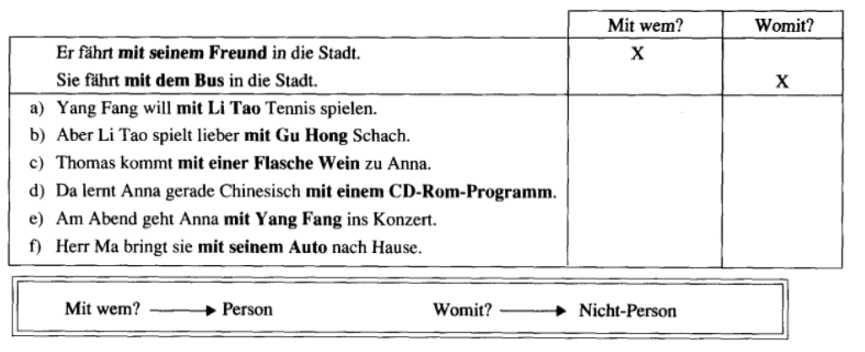 Mit wem? Womit?
Er fährt mit seinem Freund in die Stadt. X
Sie fährt mit dem Bus in die Stadt. X
a) Yang Fang will mit Li Tao Tennis spielen.
b) Aber Li Tao spielt lieber mit Gu Hong Schach.
c) Thomas kommt mit einer Flasche Wein zu Anna.
d) Da lernt Anna gerade Chinesisch mit einem CD-Rom-Programm.
e) Am Abend geht Anna mit Yang Fang ins Konzert.
f) Herr Ma bringt sie mit seinem Auto nach Hause.
Mit wem? → Person Womit? → Nicht-Person